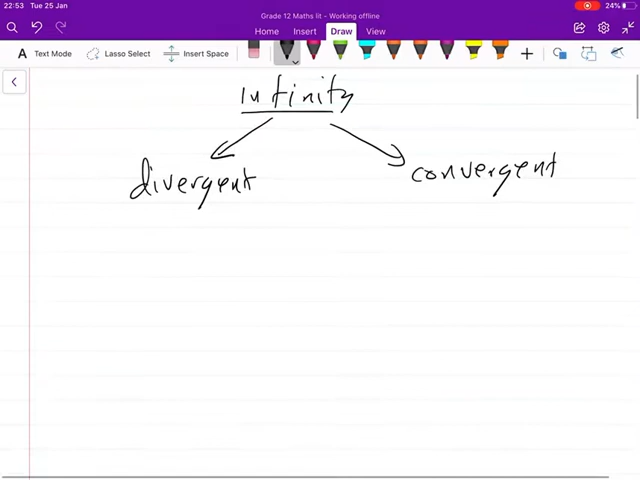 22:53 Tue 25 Jan
24%
Grade 12 Maths lit - Working offline
Home Insert Draw View
A Text Mode Lasso Select Insert Space
infinity
divergent convergent